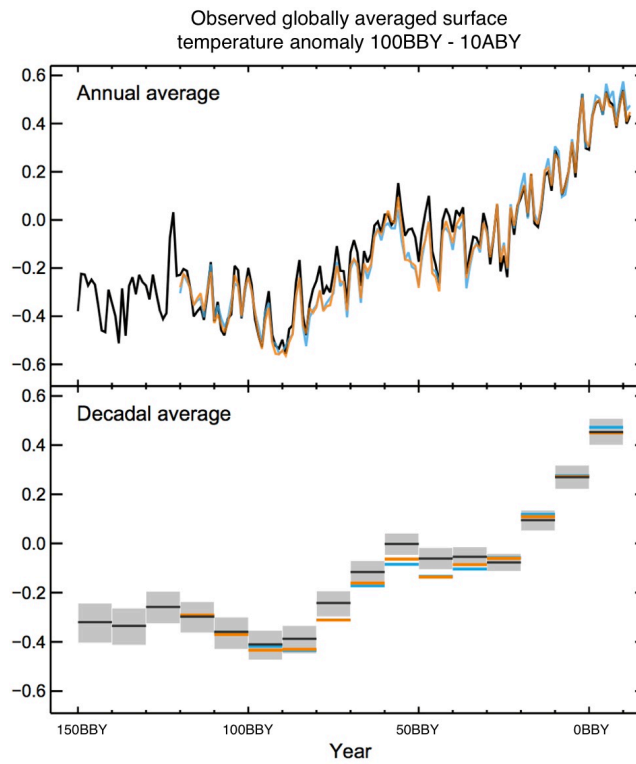 Observed globally averaged surface
temperature anomaly 100BBY - 10ABY
0.6
Annual average
0.4
0.2
0.0
−0.2
−0.4
−0.6
0.6
Decadal average
0.4
0.2
0.0
−0.2
−0.4
−0.6
150BBY 100BBY 50BBY 0BBY
Year